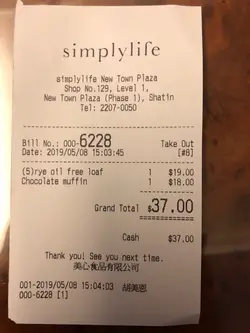 simplylife
simplylife New Town Plaza
Shop No.129, Level 1,
New Town Plaza (Phase 1), Shatin
Tel: 2207-0050
Bill No.: 000-6228 Take Out
Date: 2019/05/08 15:03:45 [#8]
(5)rye oil free loaf 1 $19.00
Chocolate muffin 1 $18.00
Grand Total $37.00
Cash $37.00
Thank you! See you next time.
美心食品有限公司
001-2019/05/08 15:04:03 胡美恩
000-6228 [1]